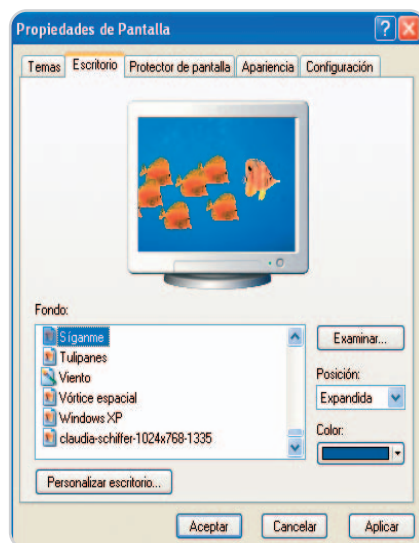 Propiedades de Pantalla
Temas Escritorio Protector de pantalla Apariencia Configuración
Fondo:
Síganme
Tulipanes
Viento
Vórtice espacial
Windows XP
claudia-schiffer-1024x768-1335
Examinar...
Posición:
Expandida
Color:
Personalizar escritorio...
Aceptar Cancelar Aplicar